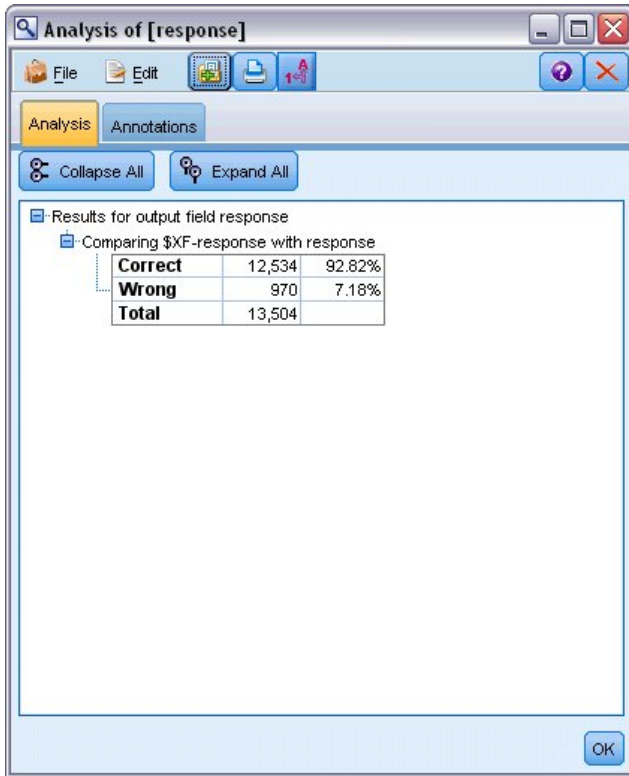 Analysis of [response]
File Edit
Analysis Annotations
Collapse All Expand All
Results for output field response
Comparing $XF-response with response
Correct 12,534 92.82%
Wrong 970 7.18%
Total 13,504
OK